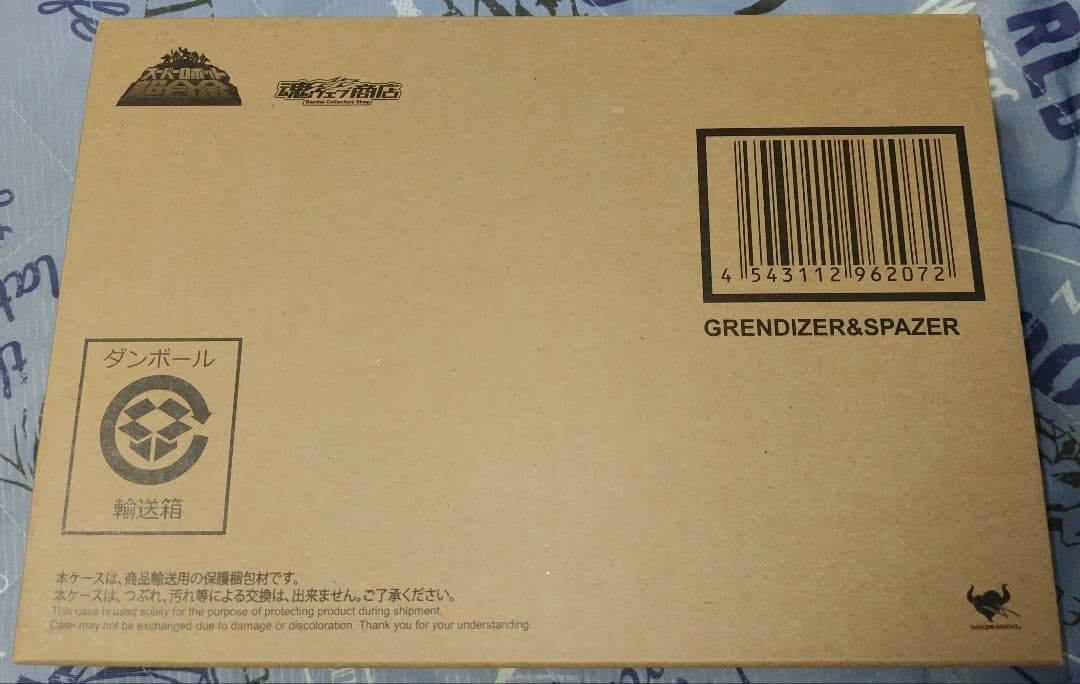 スーパーロボット
超合金
魂ウェブ商店
Bandai Collectors Shop
4 543112 962072
GRENDIZER&SPAZER
ダンボール
輸送箱
本ケースは、商品輸送用の保護梱包材です。
本ケースは、つぶれ、汚れ等による交換は、出来ません。ご了承ください。
This case is used solely for the purpose of protecting product during shipment.
Case may not be exchanged due to damage or discoloration. Thank you for your understanding.
TAMASHII NATIONS